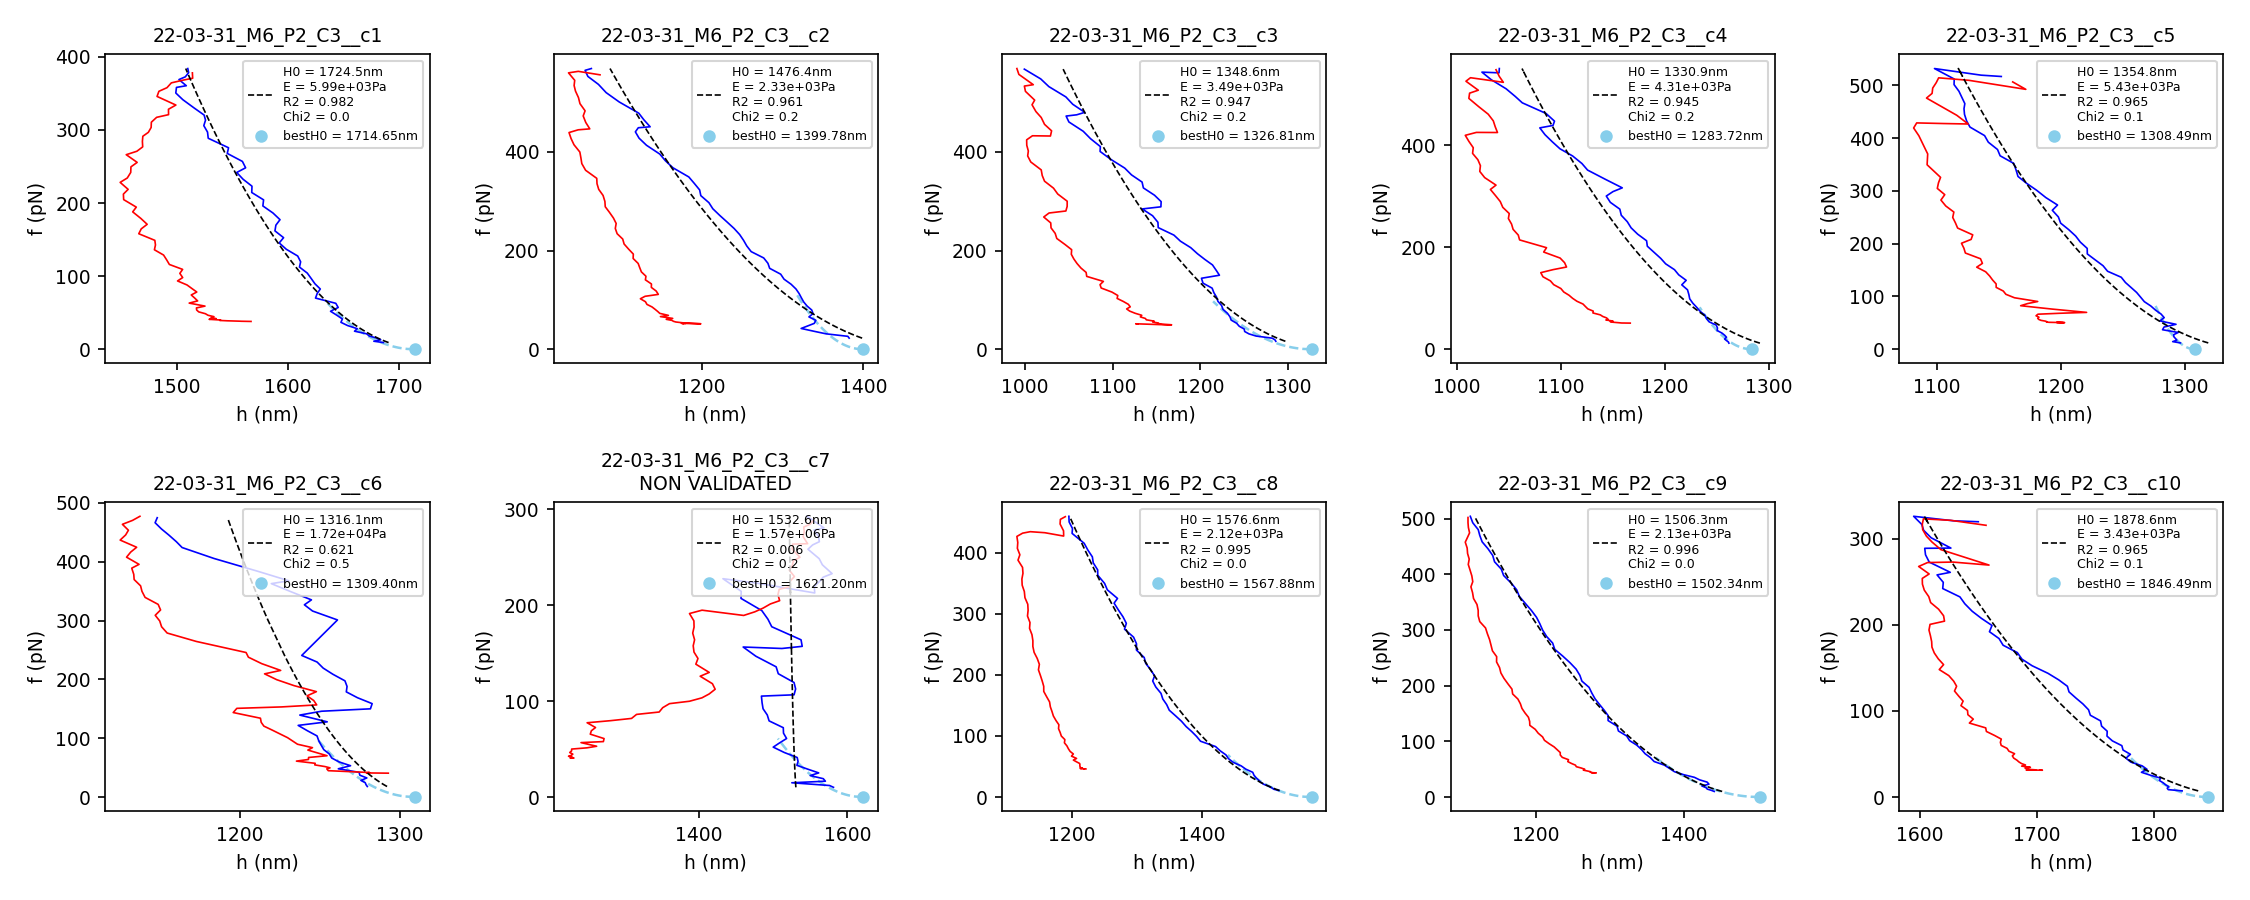 22-03-31_M6_P2_C3__c1
H0 = 1724.5nm
E = 5.99e+03Pa
R2 = 0.982
Chi2 = 0.0
bestH0 = 1714.65nm
400
300
200
100
0
f (pN)
1500
1600
1700
h (nm)
22-03-31_M6_P2_C3__c2
H0 = 1476.4nm
E = 2.33e+03Pa
R2 = 0.961
Chi2 = 0.2
bestH0 = 1399.78nm
400
200
0
f (pN)
1200
1400
h (nm)
22-03-31_M6_P2_C3__c3
H0 = 1348.6nm
E = 3.49e+03Pa
R2 = 0.947
Chi2 = 0.2
bestH0 = 1326.81nm
400
200
0
f (pN)
1000
1100
1200
1300
h (nm)
22-03-31_M6_P2_C3__c4
H0 = 1330.9nm
E = 4.31e+03Pa
R2 = 0.945
Chi2 = 0.2
bestH0 = 1283.72nm
400
200
0
f (pN)
1000
1100
1200
1300
h (nm)
22-03-31_M6_P2_C3__c5
H0 = 1354.8nm
E = 5.43e+03Pa
R2 = 0.965
Chi2 = 0.1
bestH0 = 1308.49nm
500
400
300
200
100
0
f (pN)
1100
1200
1300
h (nm)
22-03-31_M6_P2_C3__c6
H0 = 1316.1nm
E = 1.72e+04Pa
R2 = 0.621
Chi2 = 0.5
bestH0 = 1309.40nm
500
400
300
200
100
0
f (pN)
1200
1300
h (nm)
22-03-31_M6_P2_C3__c7
NON VALIDATED
H0 = 1532.6nm
E = 1.57e+06Pa
R2 = 0.006
Chi2 = 0.2
bestH0 = 1621.20nm
300
200
100
0
f (pN)
1400
1600
h (nm)
22-03-31_M6_P2_C3__c8
H0 = 1576.6nm
E = 2.12e+03Pa
R2 = 0.995
Chi2 = 0.0
bestH0 = 1567.88nm
400
300
200
100
0
f (pN)
1200
1400
h (nm)
22-03-31_M6_P2_C3__c9
H0 = 1506.3nm
E = 2.13e+03Pa
R2 = 0.996
Chi2 = 0.0
bestH0 = 1502.34nm
500
400
300
200
100
0
f (pN)
1200
1400
h (nm)
22-03-31_M6_P2_C3__c10
H0 = 1878.6nm
E = 3.43e+03Pa
R2 = 0.965
Chi2 = 0.1
bestH0 = 1846.49nm
300
200
100
0
f (pN)
1600
1700
1800
h (nm)